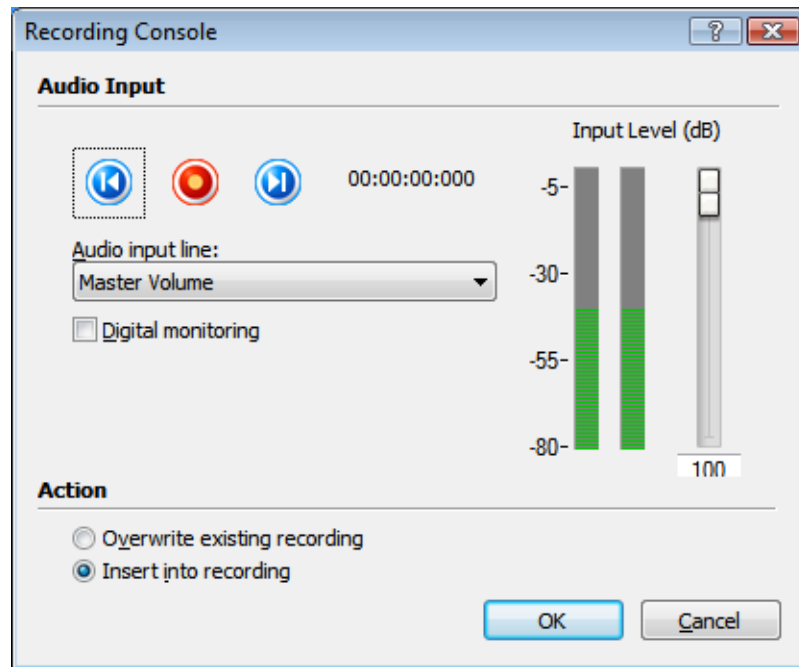 Recording Console
?
Audio Input
Input Level (dB)
00:00:00:000
-5-
Audio input line:
Master Volume
-30-
Digital monitoring
-55-
-80-
100
Action
Overwrite existing recording
Insert into recording
OK
Cancel